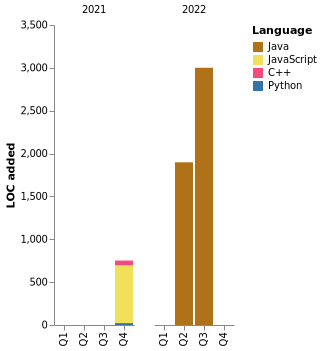 2021 2022
Language
Java
JavaScript
C++
Python
LOC added
3,500
3,000
2,500
2,000
1,500
1,000
500
0
Q1 Q2 Q3 Q4 Q1 Q2 Q3 Q4